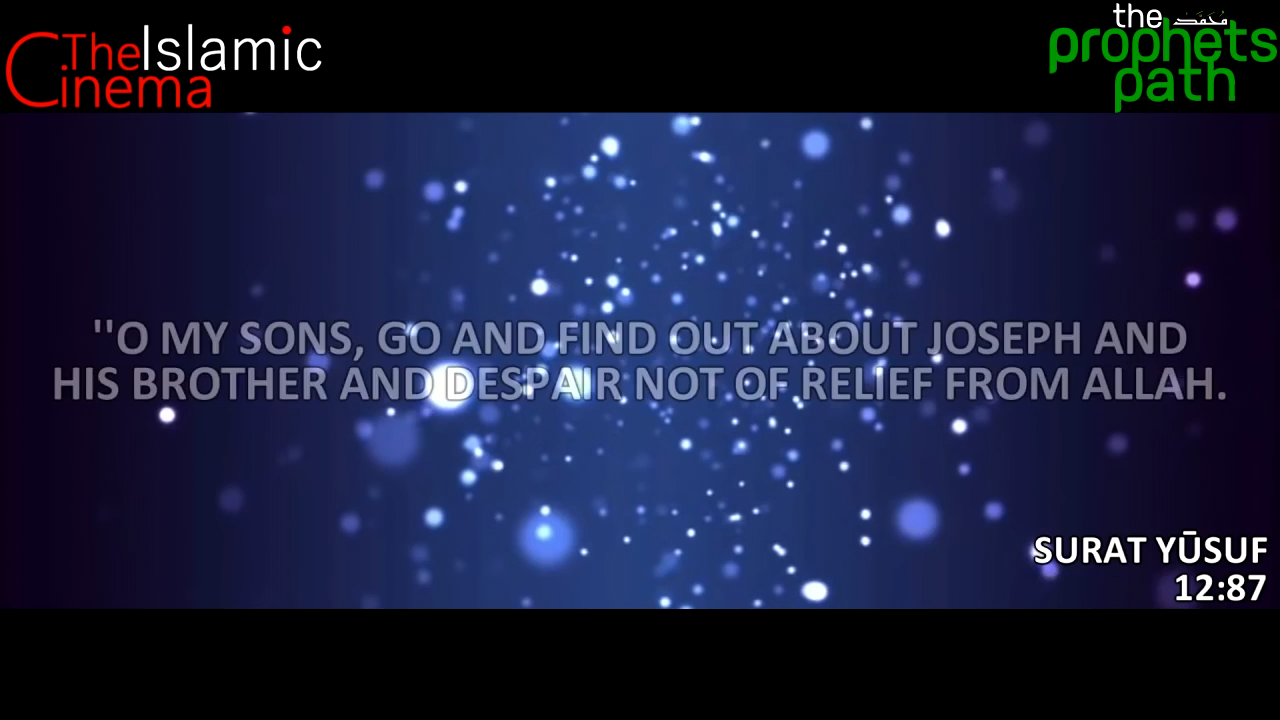 TheIslamic
Cinema
the محمد
prophets
path
"O MY SONS, GO AND FIND OUT ABOUT JOSEPH AND
HIS BROTHER AND DESPAIR NOT OF RELIEF FROM ALLAH.
SURAT YŪSUF
12:87